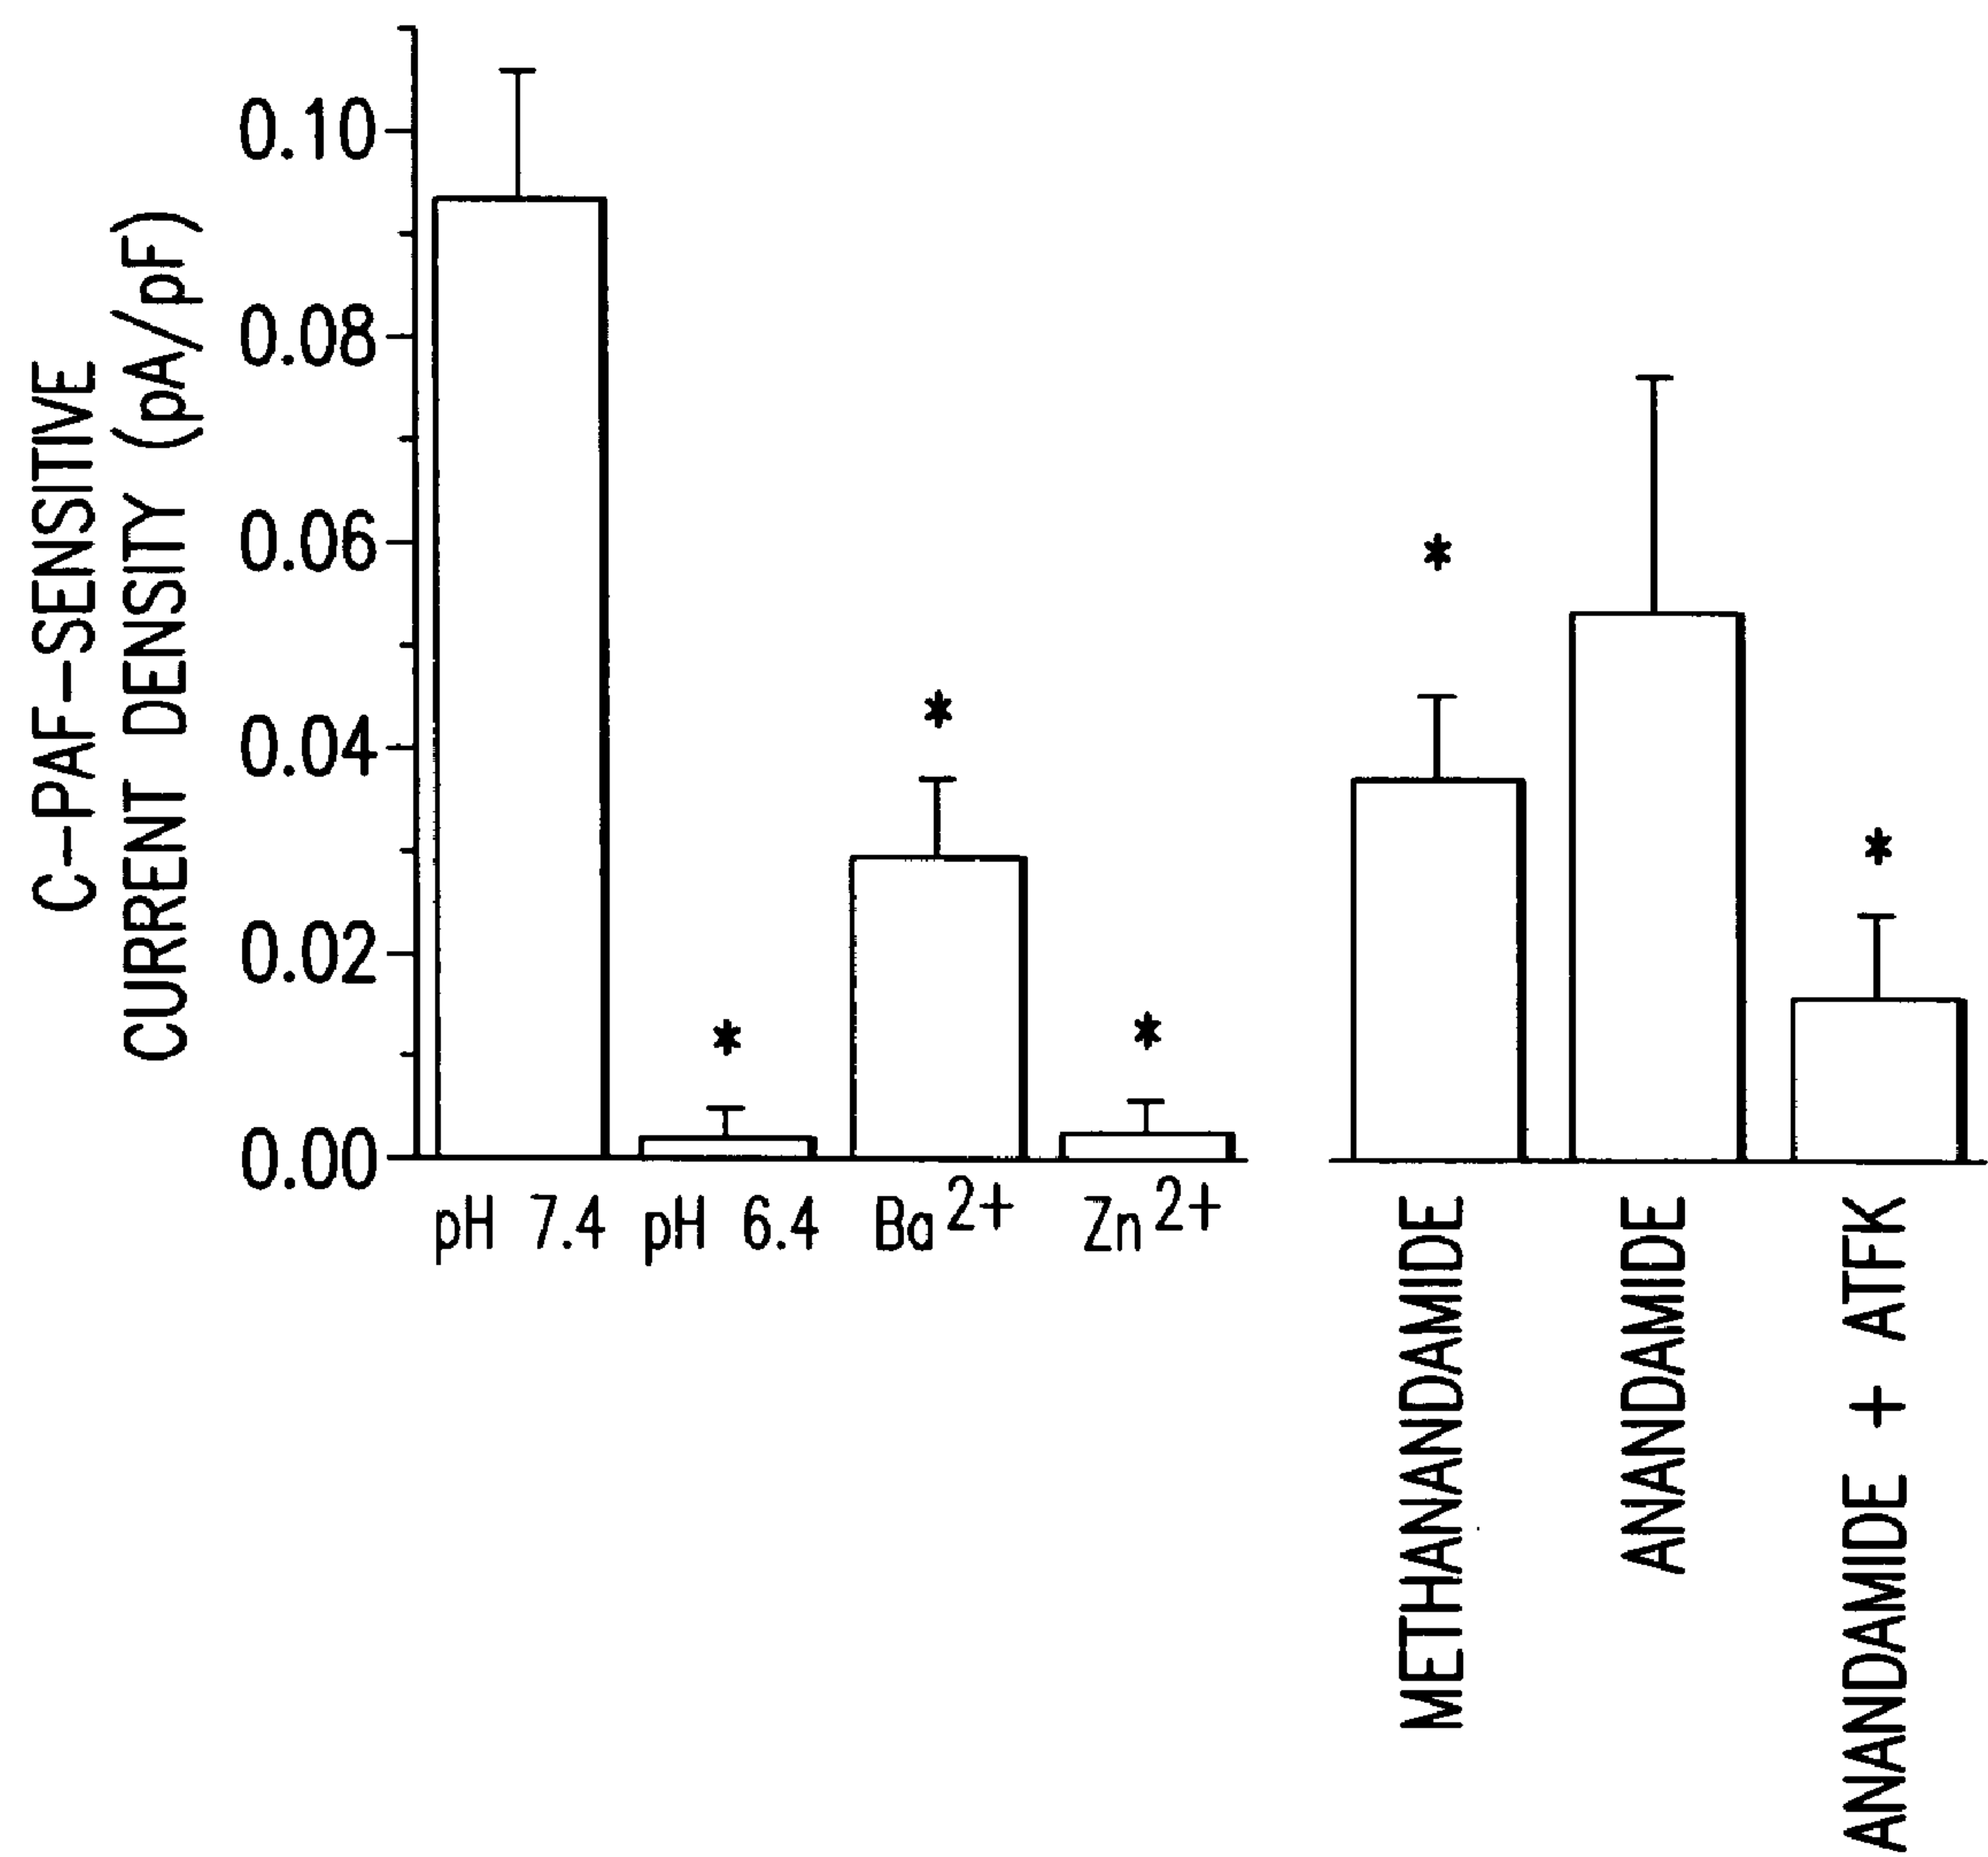 C-PAF-SENSITIVE
CURRENT DENSITY (pA/pF)
0.10
0.08
0.06
0.04
0.02
0.00
*
*
*
*
*
pH 7.4
pH 6.4
Ba2+
Zn2+
METHANANDAMIDE
ANANDAMIDE
ANANDAMIDE + ATFK